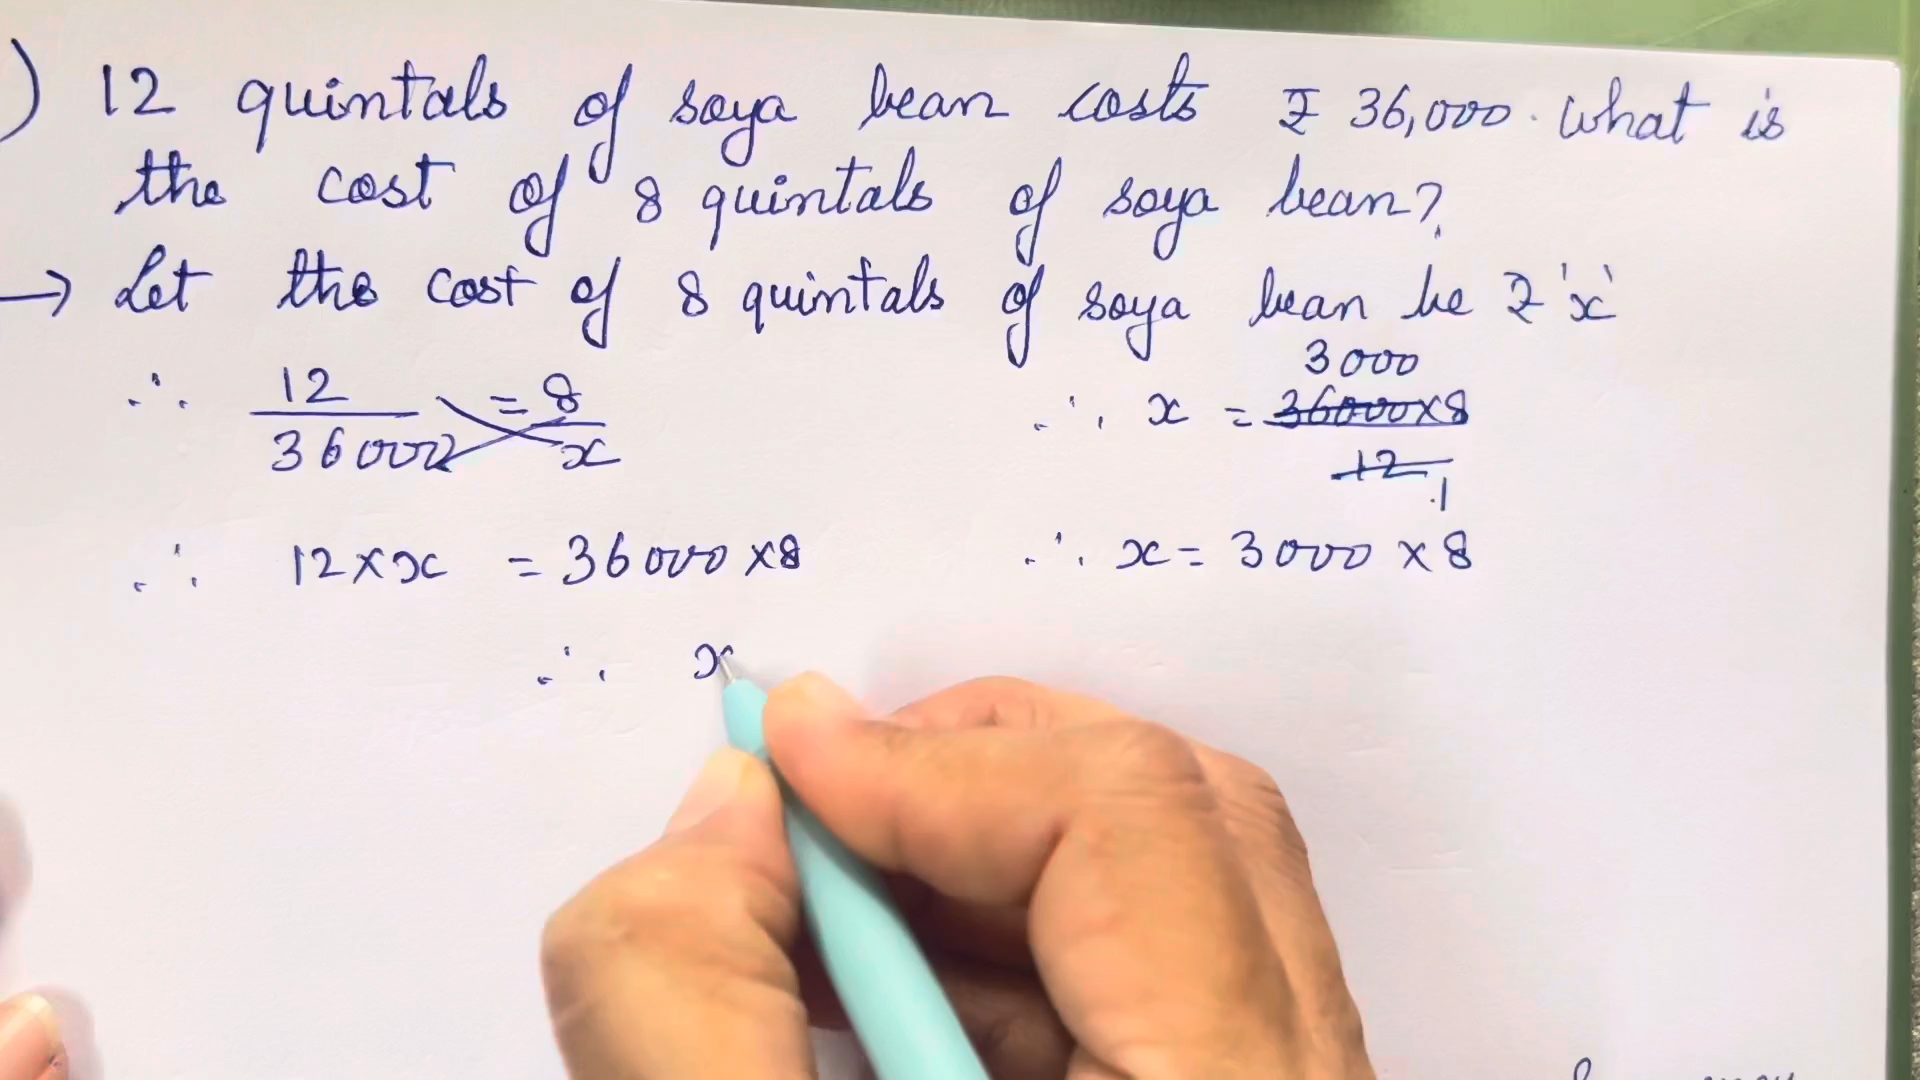 ) 12 quintals of soya bean costs ₹ 36,000. What is
the cost of 8 quintals of soya bean?
→ Let the cost of 8 quintals of soya bean be ₹ 'x'
∴ 12/36000 = 8/x
∴ 12 × x = 36000 × 8
3000
∴ x = 36000 × 8
12
1
∴ x = 3000 × 8
∴ x